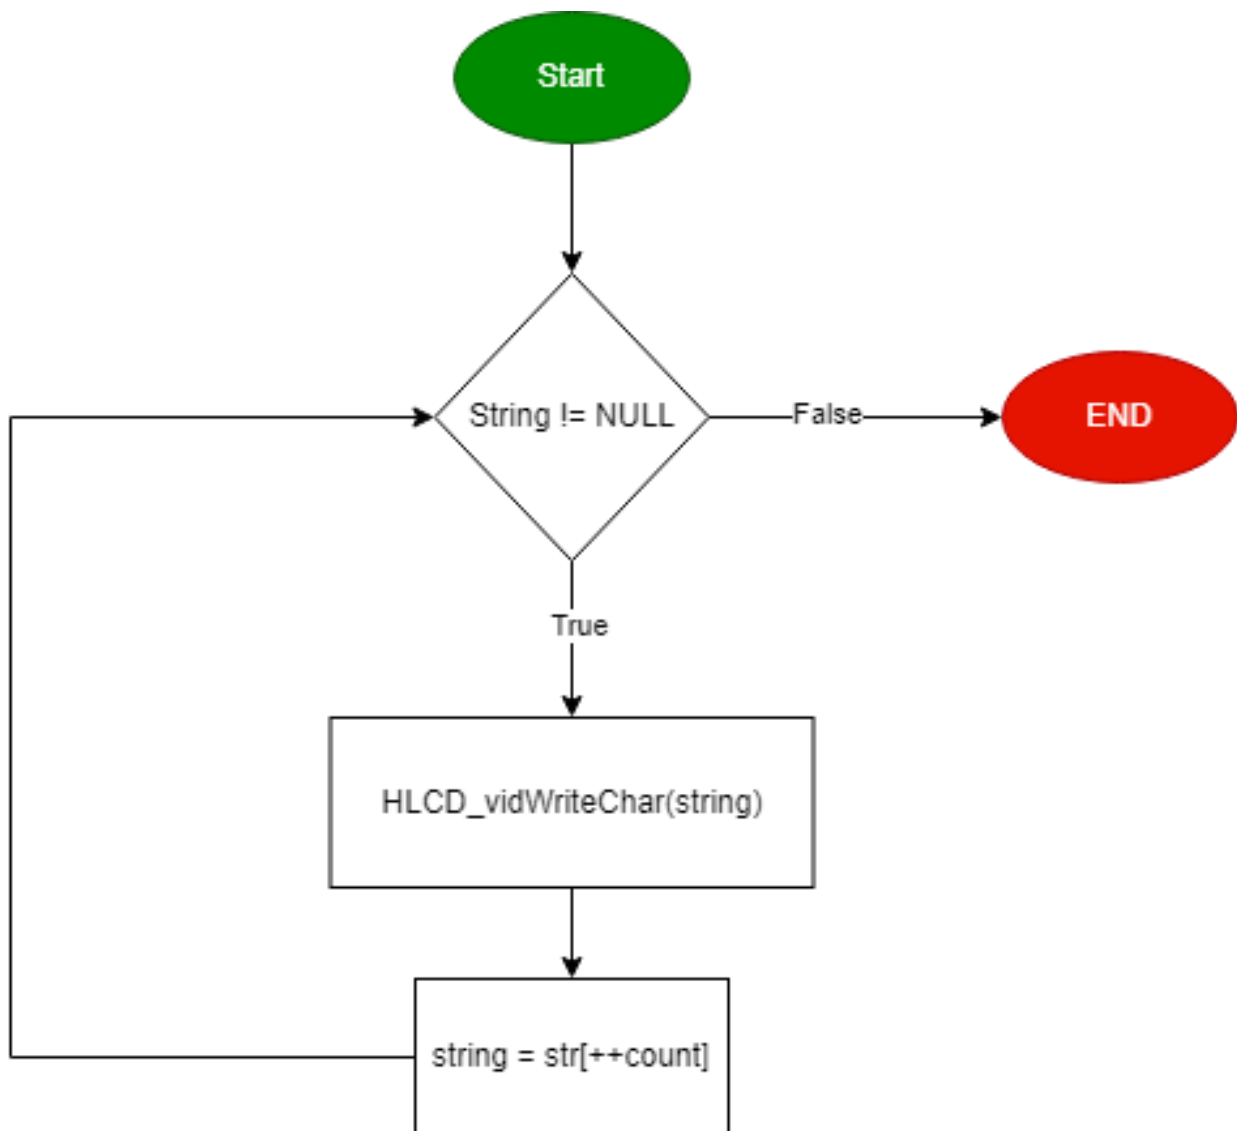 Start
String != NULL
False
END
True
HLCD_vidWriteChar(string)
string = str[++count]